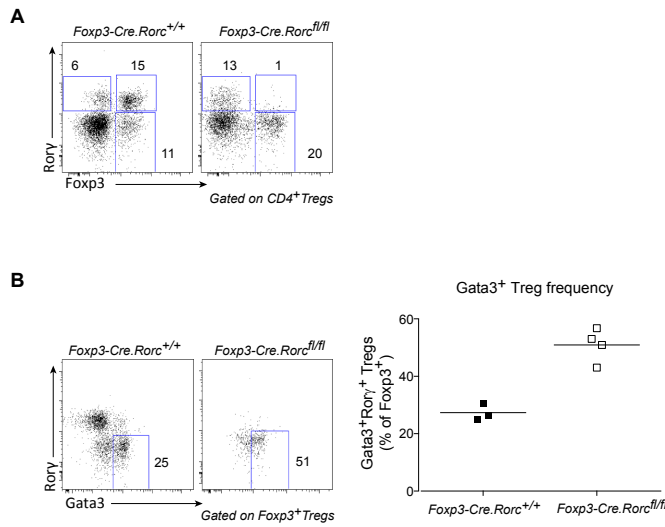 A
Foxp3-Cre.Rorc+/+ Foxp3-Cre.Rorcfl/fl
6 15 13 1
11 20
Rorγ
Foxp3
Gated on CD4+Tregs
B
Gata3+ Treg frequency
Foxp3-Cre.Rorc+/+ Foxp3-Cre.Rorcfl/fl
25 51
Rorγ
Gata3
Gated on Foxp3+Tregs
Gata3+Rorγ+ Tregs
(% of Foxp3+)
60
40
20
0
Foxp3-Cre.Rorc+/+ Foxp3-Cre.Rorcfl/fl